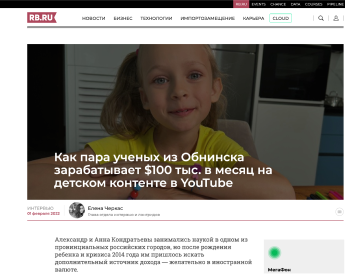 RB.RU EVENTS CHANCE DATA COURSES PIPELINE
RB.RU НОВОСТИ БИЗНЕС ТЕХНОЛОГИИ ИМПОРТОЗАМЕЩЕНИЕ КАРЬЕРА CLOUD
Как пара ученых из Обнинска
зарабатывает $100 тыс. в месяц на
детском контенте в YouTube
ИНТЕРВЬЮ
01 февраля 2023
Елена Черкас
Александр и Анна Кондратьевы занимались наукой в одном из
провинциальных российских городов, но после рождения
ребенка и кризиса 2014 года им пришлось искать
дополнительный источник дохода — желательно в иностранной
валюте.
МегаФон